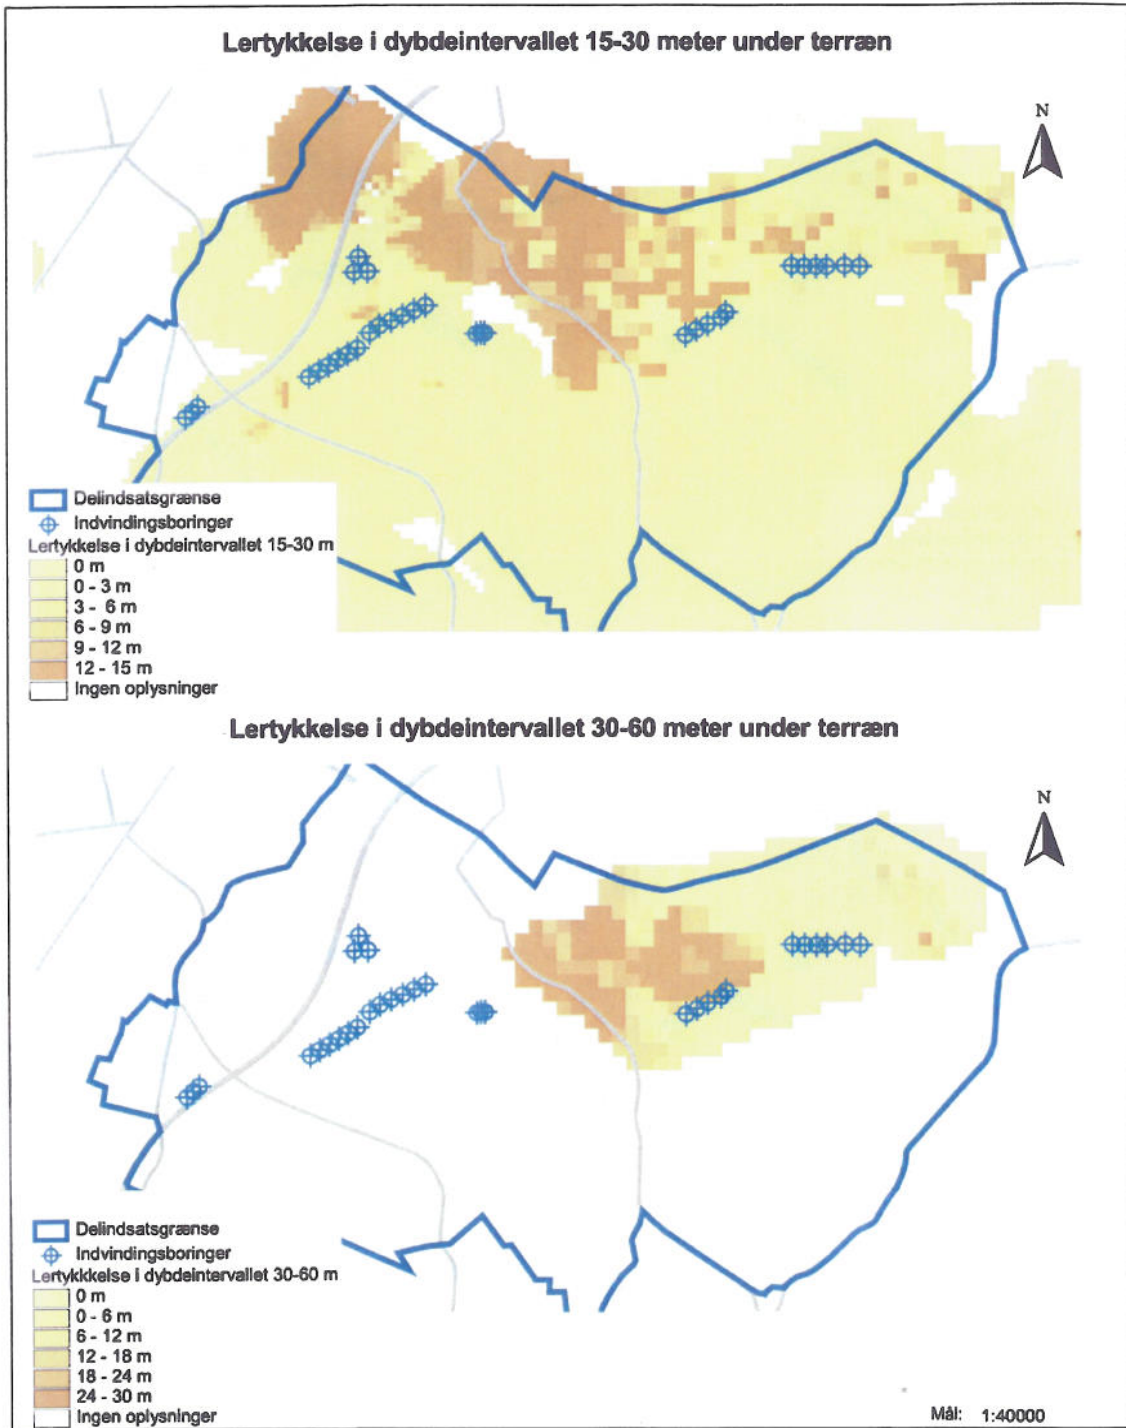 Lertykkelse i dybdeintervallet 15-30 meter under terræn
N
Delindsatsgrænse
Indvindingsboringer
Lertykkelse i dybdeintervallet 15-30 m
0 m
0 - 3 m
3 - 6 m
6 - 9 m
9 - 12 m
12 - 15 m
Ingen oplysninger
Lertykkelse i dybdeintervallet 30-60 meter under terræn
N
Delindsatsgrænse
Indvindingsboringer
Lertykkkelse i dybdeintervallet 30-60 m
0 m
0 - 6 m
6 - 12 m
12 - 18 m
18 - 24 m
24 - 30 m
Ingen oplysninger
Mål: 1:40000